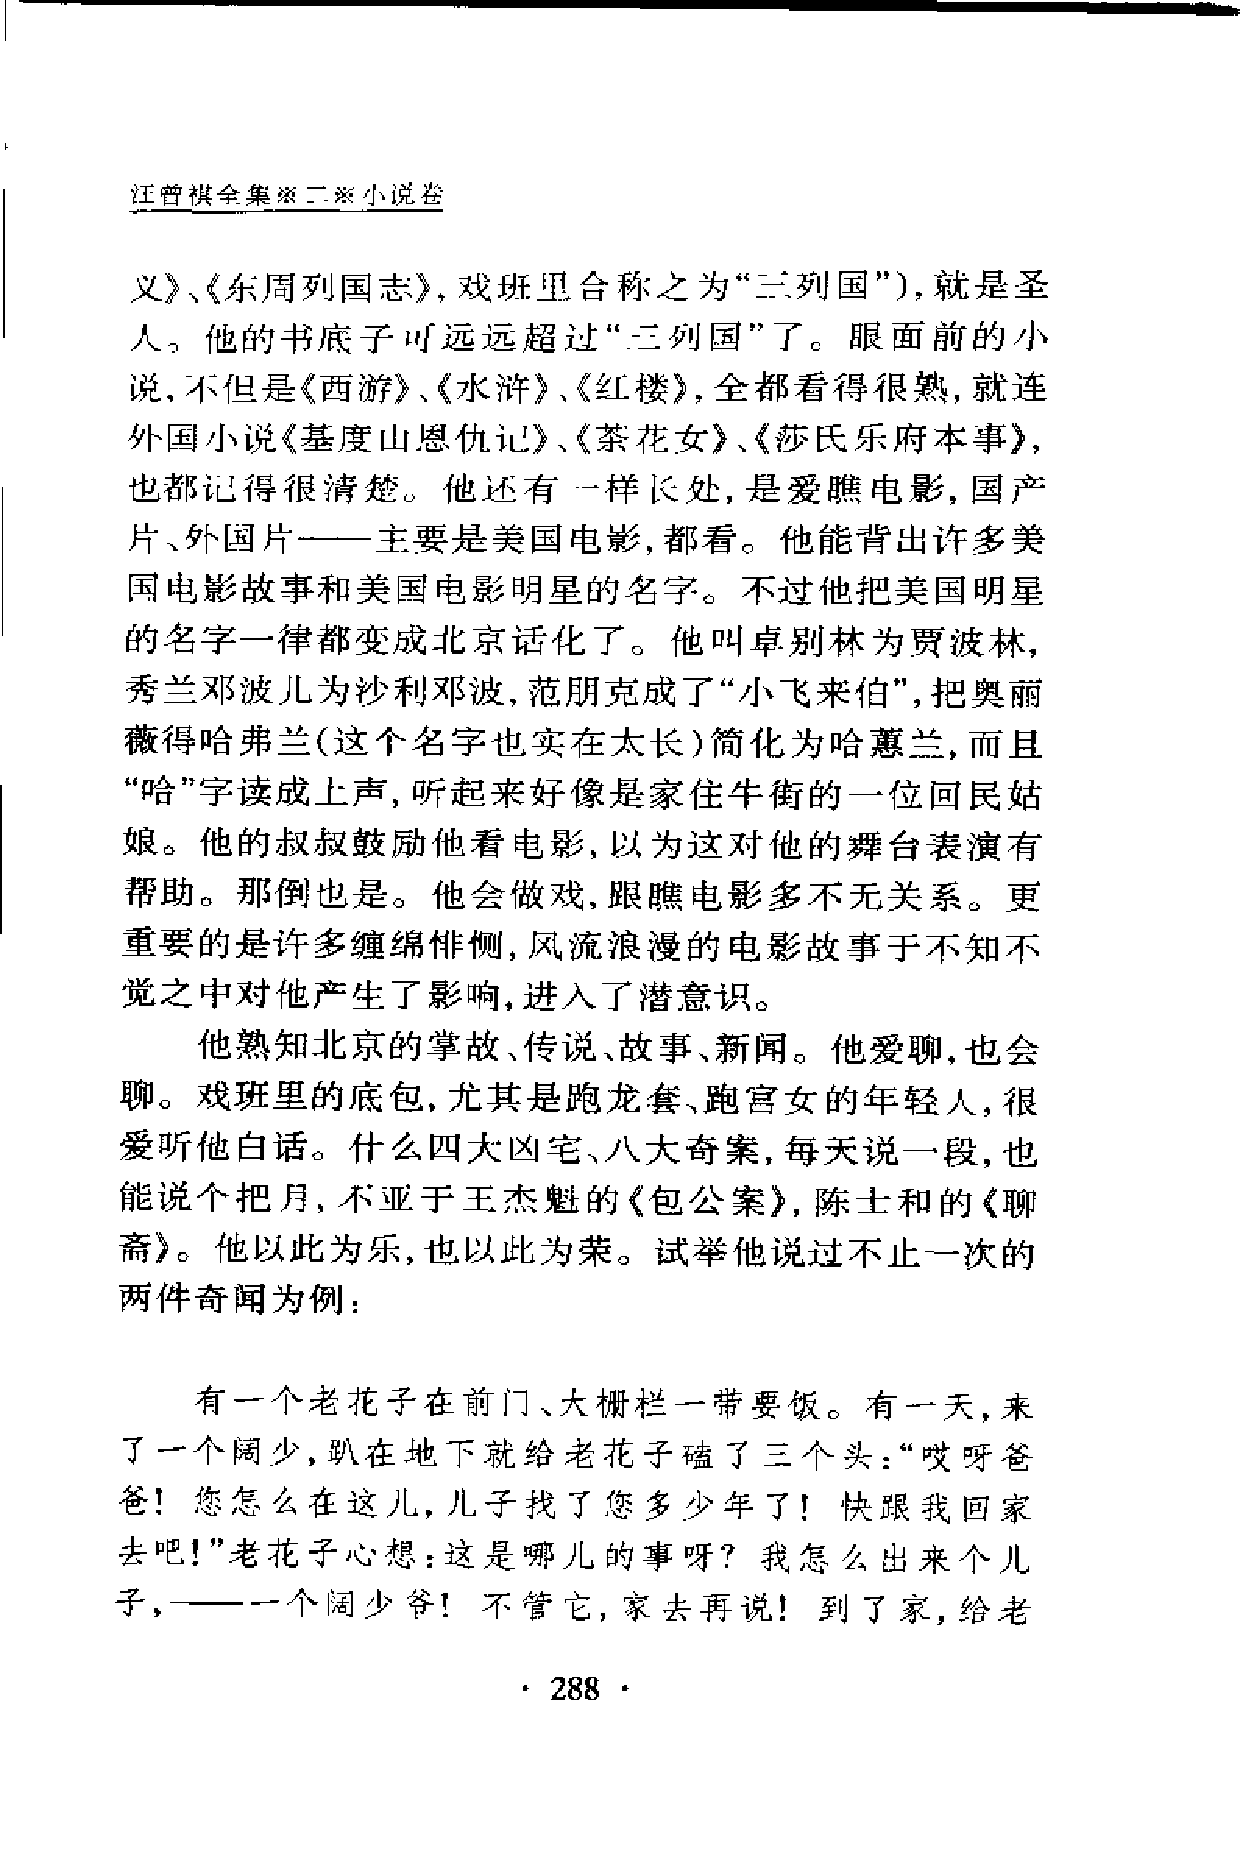 汪曾祺全集※二※小说卷
义》、《东周列国志》,戏班里合称之为“三列国”),就是圣
人。他的书底子可远远超过“三列国”了。眼面前的小
说,不但是《西游》、《水浒》、《红楼》,全都看得很熟,就连
外国小说《基度山恩仇记》、《茶花女》、《莎氏乐府本事》,
也都记得很清楚。他还有一样长处,是爱瞧电影,国产
片、外国片——主要是美国电影,都看。他能背出许多美
国电影故事和美国电影明星的名字。不过他把美国明星
的名字一律都变成北京话化了。他叫卓别林为贾波林,
秀兰邓波儿为沙利邓波,范朋克成了“小飞来伯”,把奥丽
薇得哈弗兰(这个名字也实在太长)简化为哈蕙兰,而且
“哈”字读成上声,听起来好像是家住牛街的一位回民姑
娘。他的叔叔鼓励他看电影,以为这对他的舞台表演有
帮助。那倒也是。他会做戏,跟瞧电影多不无关系。更
重要的是许多缠绵悱恻,风流浪漫的电影故事于不知不
觉之中对他产生了影响,进入了潜意识。
他熟知北京的掌故、传说、故事、新闻。他爱聊,也会
聊。戏班里的底包,尤其是跑龙套、跑宫女的年轻人,很
爱听他白话。什么四大凶宅、八大奇案,每天说一段,也
能说个把月,不亚于王杰魁的《包公案》,陈士和的《聊
斋》。他以此为乐,也以此为荣。试举他说过不止一次的
两件奇闻为例:
有一个老花子在前门、大栅栏一带要饭。有一天,来
了一个阔少,趴在地下就给老花子磕了三个头:“哎呀爸
爸!您怎么在这儿,儿子找了您多少年了!快跟我回家
去吧!”老花子心想:这是哪儿的事呀?我怎么出来个儿
子,——一个阔少爷!不管它,家去再说!到了家,给老
·288·